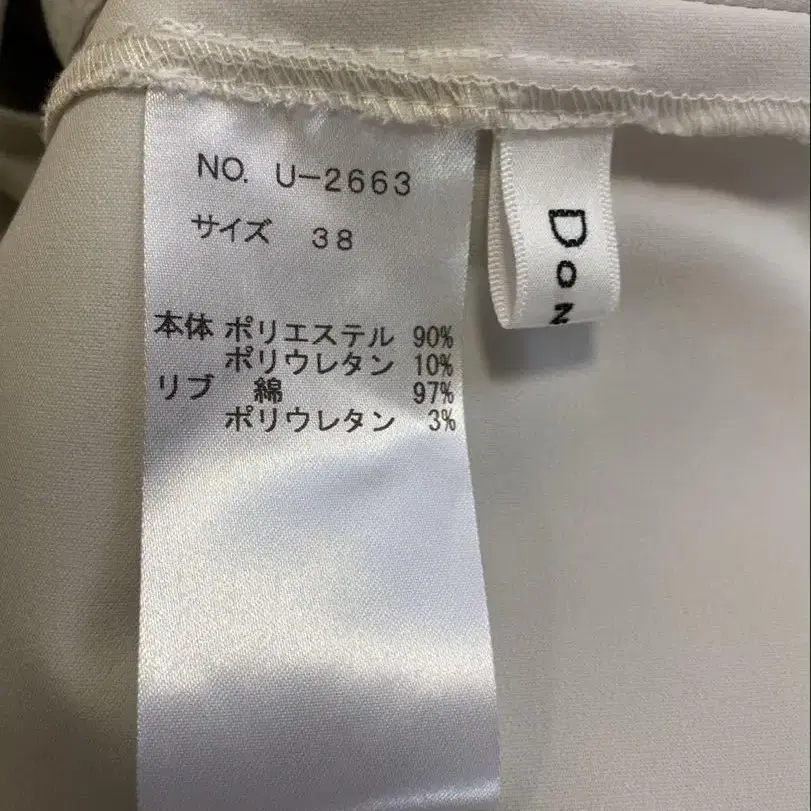 NO. U-2663
サイズ 38
本体 ポリエステル 90%
ポリウレタン 10%
リブ 綿 97%
ポリウレタン 3%
DON